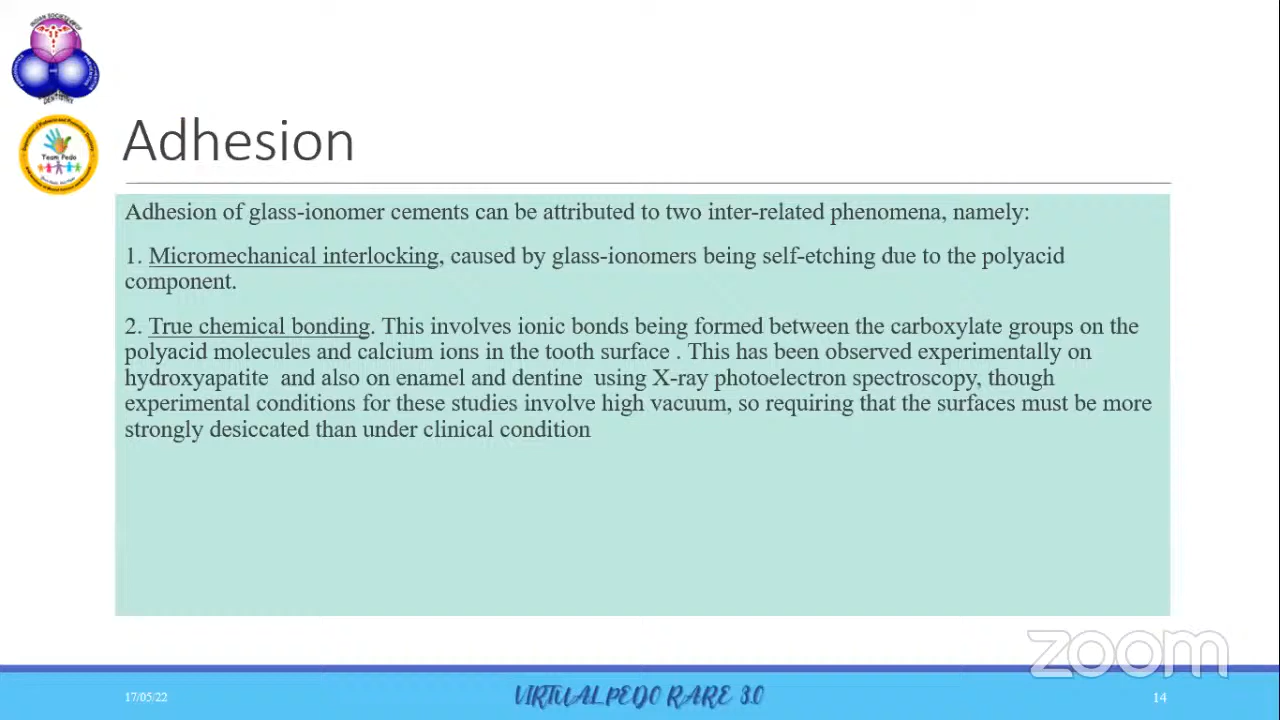 INDIAN SOCIETY OF
DENTISTRY
Team Pedo
Adhesion
Adhesion of glass-ionomer cements can be attributed to two inter-related phenomena, namely:
1. Micromechanical interlocking, caused by glass-ionomers being self-etching due to the polyacid
component.
2. True chemical bonding. This involves ionic bonds being formed between the carboxylate groups on the
polyacid molecules and calcium ions in the tooth surface . This has been observed experimentally on
hydroxyapatite  and also on enamel and dentine  using X-ray photoelectron spectroscopy, though
experimental conditions for these studies involve high vacuum, so requiring that the surfaces must be more
strongly desiccated than under clinical condition
zoom
17/05/22
VIRTUAL PEDO RARE 3.0
14